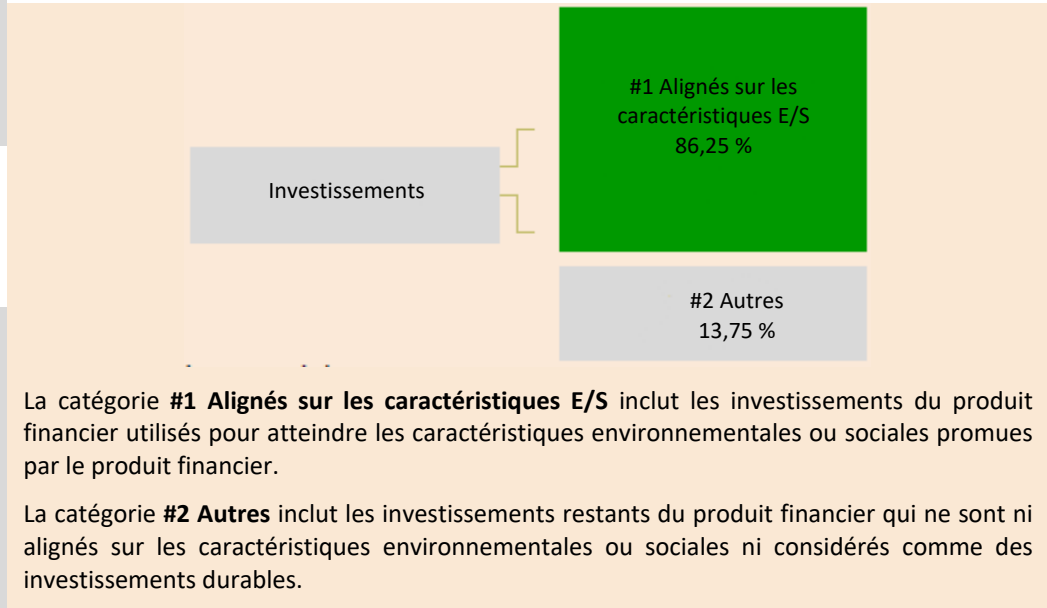 #1 Alignés sur les
caractéristiques E/S
86,25 %
Investissements
#2 Autres
13,75 %
La catégorie #1 Alignés sur les caractéristiques E/S inclut les investissements du produit
financier utilisés pour atteindre les caractéristiques environnementales ou sociales promues
par le produit financier.
La catégorie #2 Autres inclut les investissements restants du produit financier qui ne sont ni
alignés sur les caractéristiques environnementales ou sociales ni considérés comme des
investissements durables.